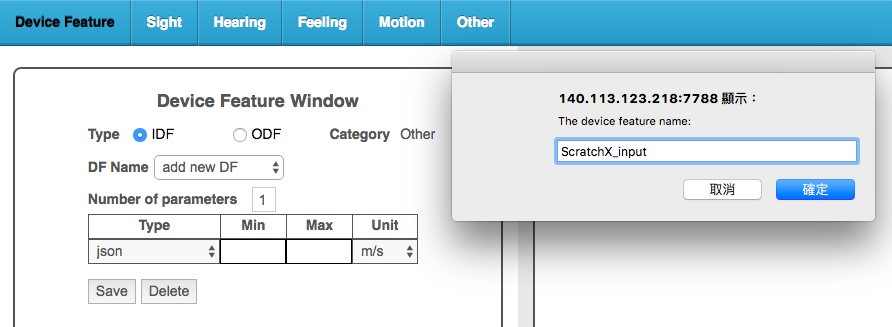 Device Feature Sight Hearing Feeling Motion Other
Device Feature Window
Type IDF ODF Category Other
DF Name add new DF
Number of parameters 1
Type Min Max Unit
json m/s
Save Delete
140.113.123.218:7788 顯示：
The device feature name:
ScratchX_input
取消 確定